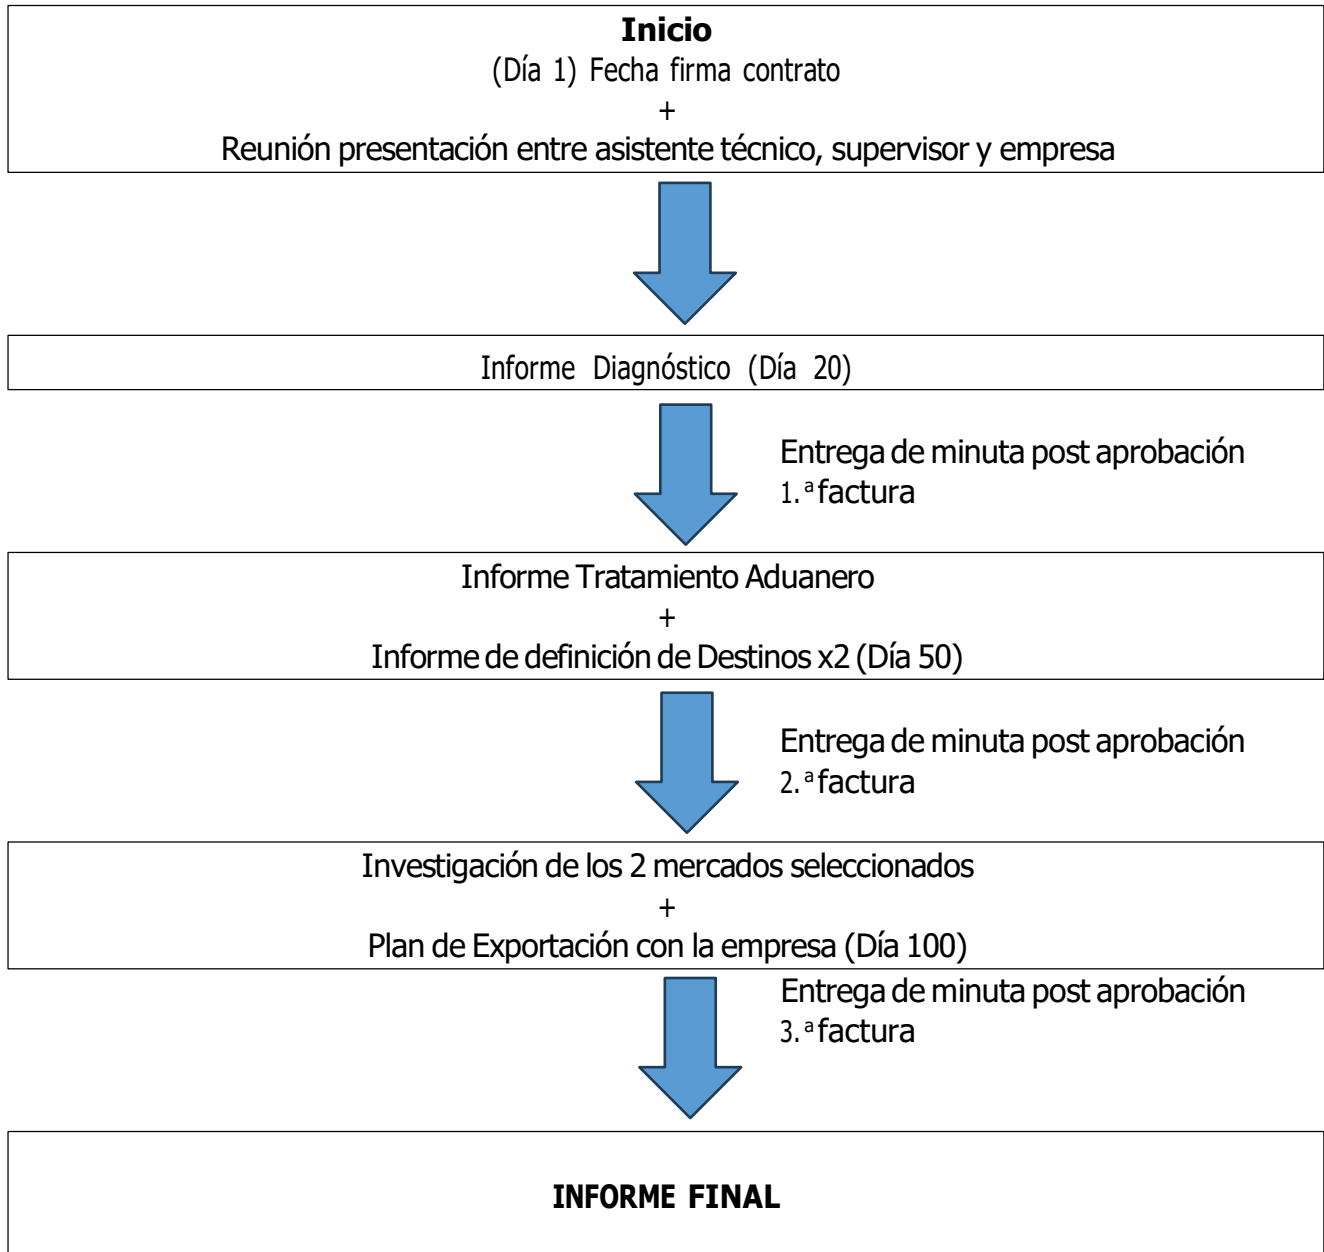 Inicio
(Día 1) Fecha firma contrato
+
Reunión presentación entre asistente técnico, supervisor y empresa
Informe Diagnóstico (Día 20)
Entrega de minuta post aprobación
1.ª factura
Informe Tratamiento Aduanero
+
Informe de definición de Destinos x2 (Día 50)
Entrega de minuta post aprobación
2.ª factura
Investigación de los 2 mercados seleccionados
+
Plan de Exportación con la empresa (Día 100)
Entrega de minuta post aprobación
3.ª factura
INFORME FINAL